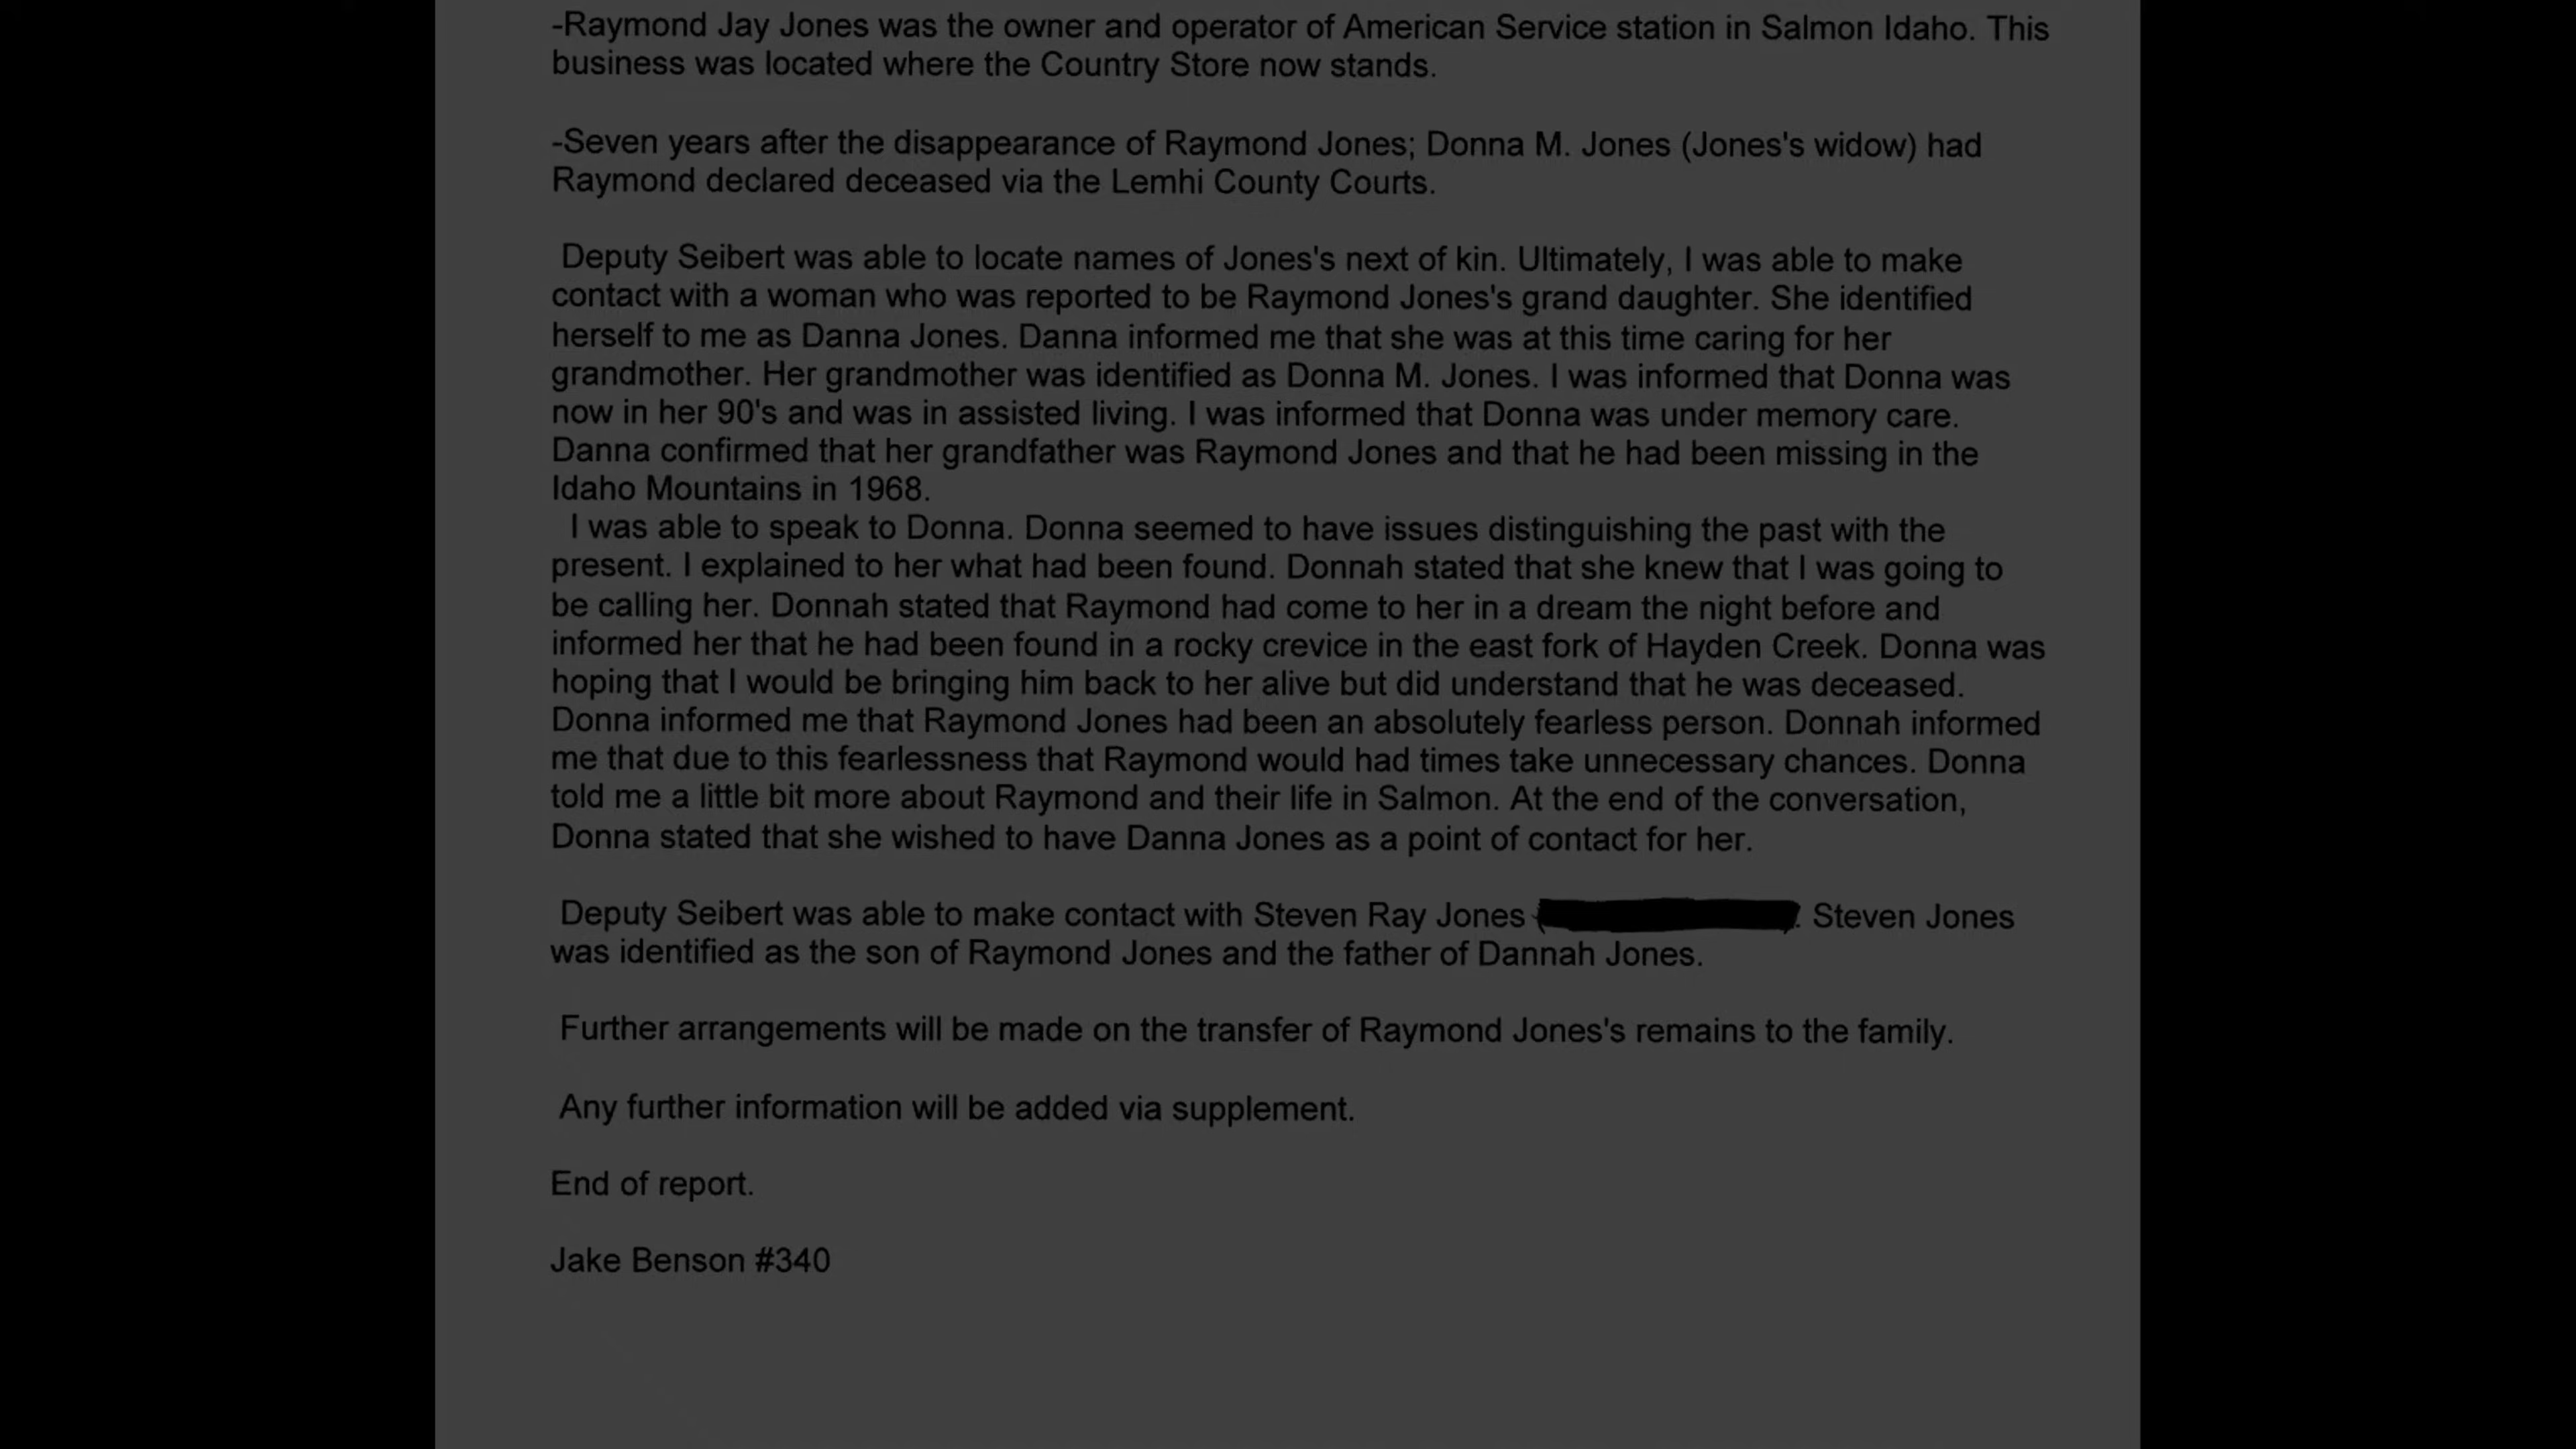 -Raymond Jay Jones was the owner and operator of American Service station in Salmon Idaho. This
business was located where the Country Store now stands.
-Seven years after the disappearance of Raymond Jones; Donna M. Jones (Jones's widow) had
Raymond declared deceased via the Lemhi County Courts.
Deputy Seibert was able to locate names of Jones's next of kin. Ultimately, I was able to make
contact with a woman who was reported to be Raymond Jones's grand daughter. She identified
herself to me as Danna Jones. Danna informed me that she was at this time caring for her
grandmother. Her grandmother was identified as Donna M. Jones. I was informed that Donna was
now in her 90's and was in assisted living. I was informed that Donna was under memory care.
Danna confirmed that her grandfather was Raymond Jones and that he had been missing in the
Idaho Mountains in 1968.
I was able to speak to Donna. Donna seemed to have issues distinguishing the past with the
present. I explained to her what had been found. Donnah stated that she knew that I was going to
be calling her. Donnah stated that Raymond had come to her in a dream the night before and
informed her that he had been found in a rocky crevice in the east fork of Hayden Creek. Donna was
hoping that I would be bringing him back to her alive but did understand that he was deceased.
Donna informed me that Raymond Jones had been an absolutely fearless person. Donnah informed
me that due to this fearlessness that Raymond would had times take unnecessary chances. Donna
told me a little bit more about Raymond and their life in Salmon. At the end of the conversation,
Donna stated that she wished to have Danna Jones as a point of contact for her.
Deputy Seibert was able to make contact with Steven Ray Jones ( ). Steven Jones
was identified as the son of Raymond Jones and the father of Dannah Jones.
Further arrangements will be made on the transfer of Raymond Jones's remains to the family.
Any further information will be added via supplement.
End of report.
Jake Benson #340